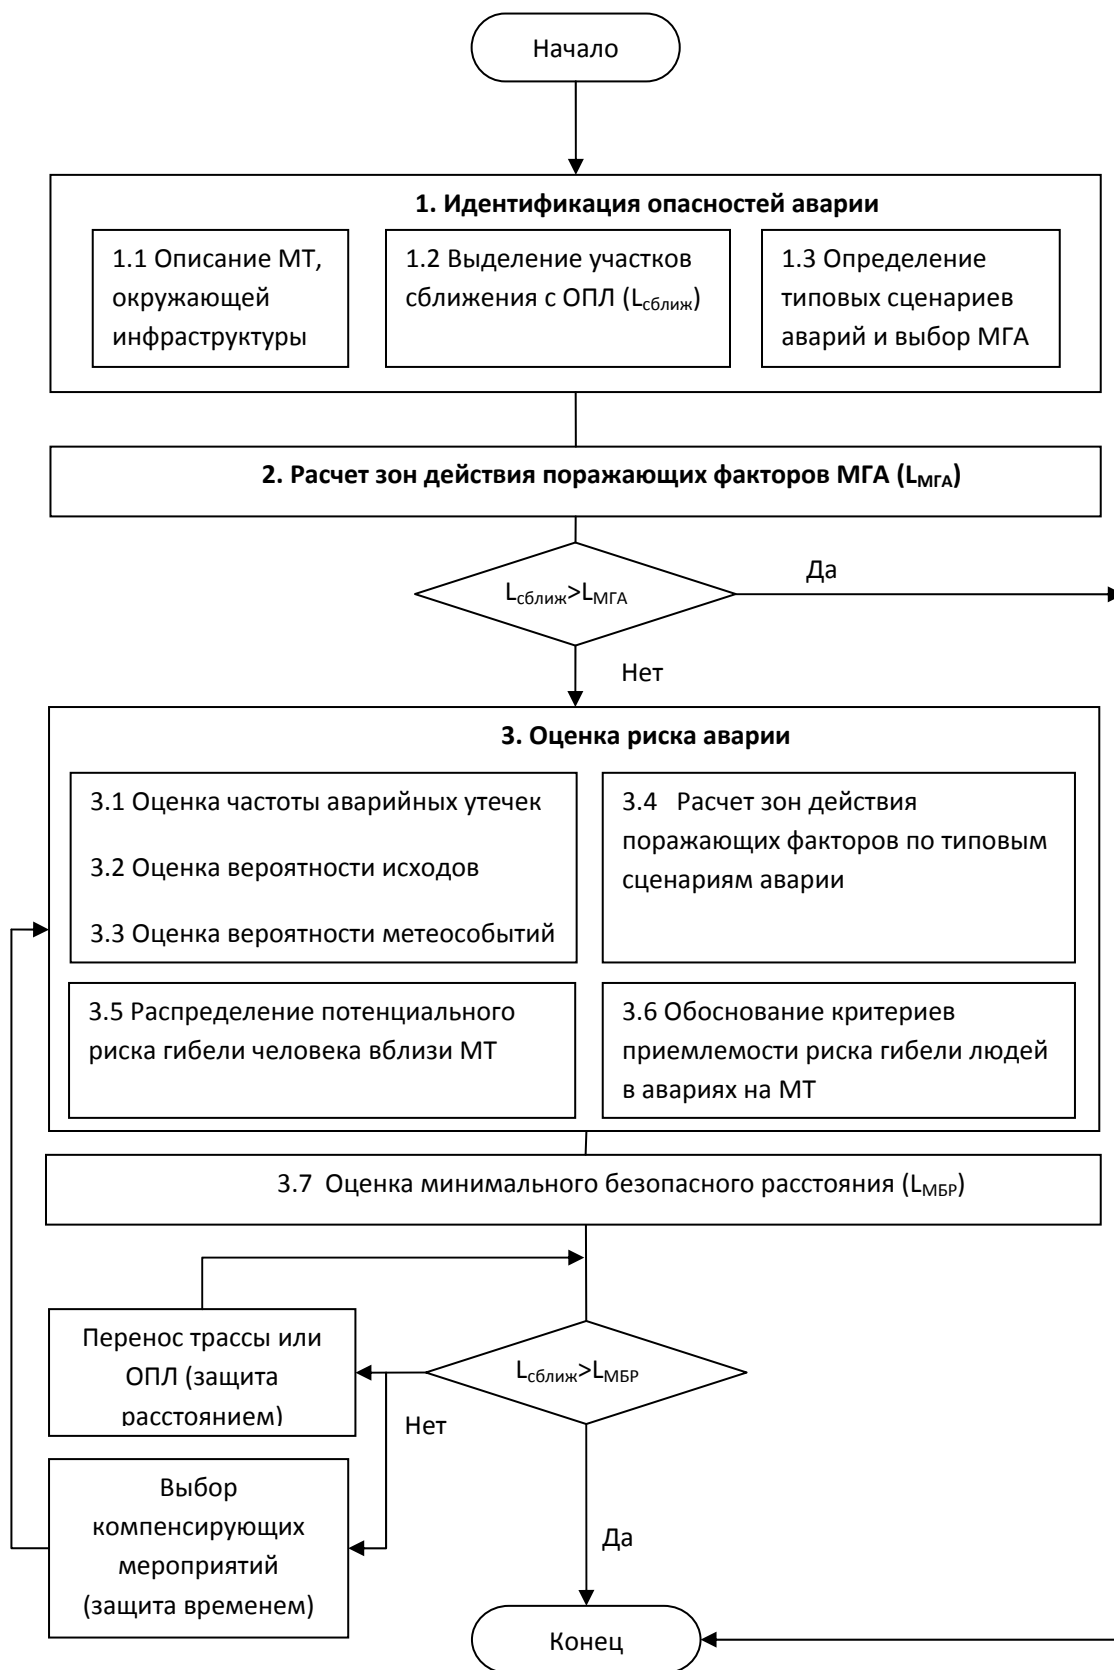 Начало
1. Идентификация опасностей аварии
1.1 Описание МТ,
окружающей
инфраструктуры
1.2 Выделение участков
сближения с ОПЛ (Lсближ)
1.3 Определение
типовых сценариев
аварий и выбор МГА
2. Расчет зон действия поражающих факторов МГА (LМГА)
Lсближ>LМГА
Да
Нет
3. Оценка риска аварии
3.1 Оценка частоты аварийных утечек
3.2 Оценка вероятности исходов
3.3 Оценка вероятности метеособытий
3.4 Расчет зон действия
поражающих факторов по типовым
сценариям аварии
3.5 Распределение потенциального
риска гибели человека вблизи МТ
3.6 Обоснование критериев
приемлемости риска гибели людей
в авариях на МТ
3.7 Оценка минимального безопасного расстояния (LМБР)
Перенос трассы или
ОПЛ (защита
расстоянием)
Lсближ>LМБР
Нет
Выбор
компенсирующих
мероприятий
(защита временем)
Да
Конец